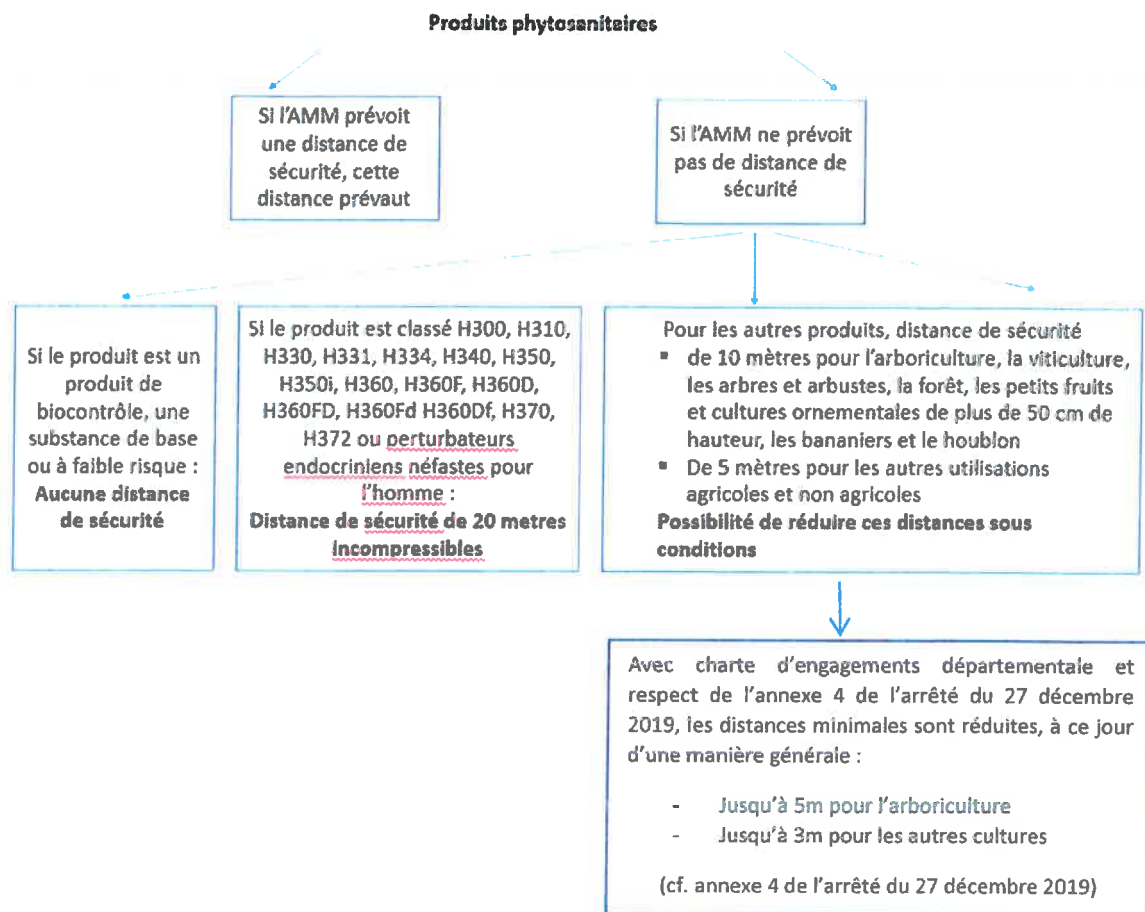 Produits phytosanitaires
Si l'AMM prévoit
une distance de
sécurité, cette
distance prévaut
Si l'AMM ne prévoit
pas de distance de
sécurité
Si le produit est un
produit de
biocontrôle, une
substance de base
ou à faible risque :
Aucune distance
de sécurité
Si le produit est classé H300, H310,
H330, H331, H334, H340, H350,
H350i, H360, H360F, H360D,
H360FD, H360Fd H360Df, H370,
H372 ou perturbateurs
endocriniens néfastes pour
l'homme :
Distance de sécurité de 20 metres
incompressibles
Pour les autres produits, distance de sécurité
▪ de 10 mètres pour l'arboriculture, la viticulture,
les arbres et arbustes, la forêt, les petits fruits
et cultures ornementales de plus de 50 cm de
hauteur, les bananiers et le houblon
▪ De 5 mètres pour les autres utilisations
agricoles et non agricoles
Possibilité de réduire ces distances sous
conditions
Avec charte d'engagements départementale et
respect de l'annexe 4 de l'arrêté du 27 décembre
2019, les distances minimales sont réduites, à ce jour
d'une manière générale :
- Jusqu'à 5m pour l'arboriculture
- Jusqu'à 3m pour les autres cultures
(cf. annexe 4 de l'arrêté du 27 décembre 2019)